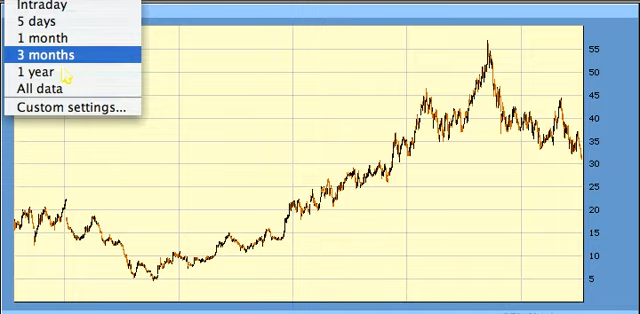 Intraday
5 days
1 month
3 months
1 year
All data
Custom settings...
55
50
45
40
35
30
25
20
15
10
5